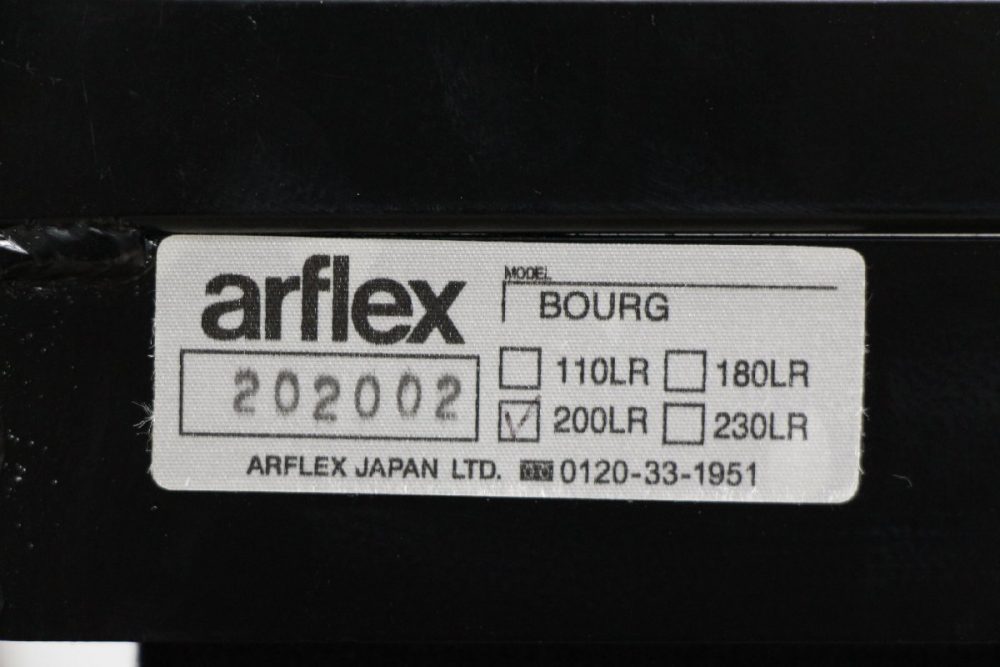 arflex
202002
MODEL
BOURG
110LR 180LR
200LR 230LR
ARFLEX JAPAN LTD. 0120-33-1951